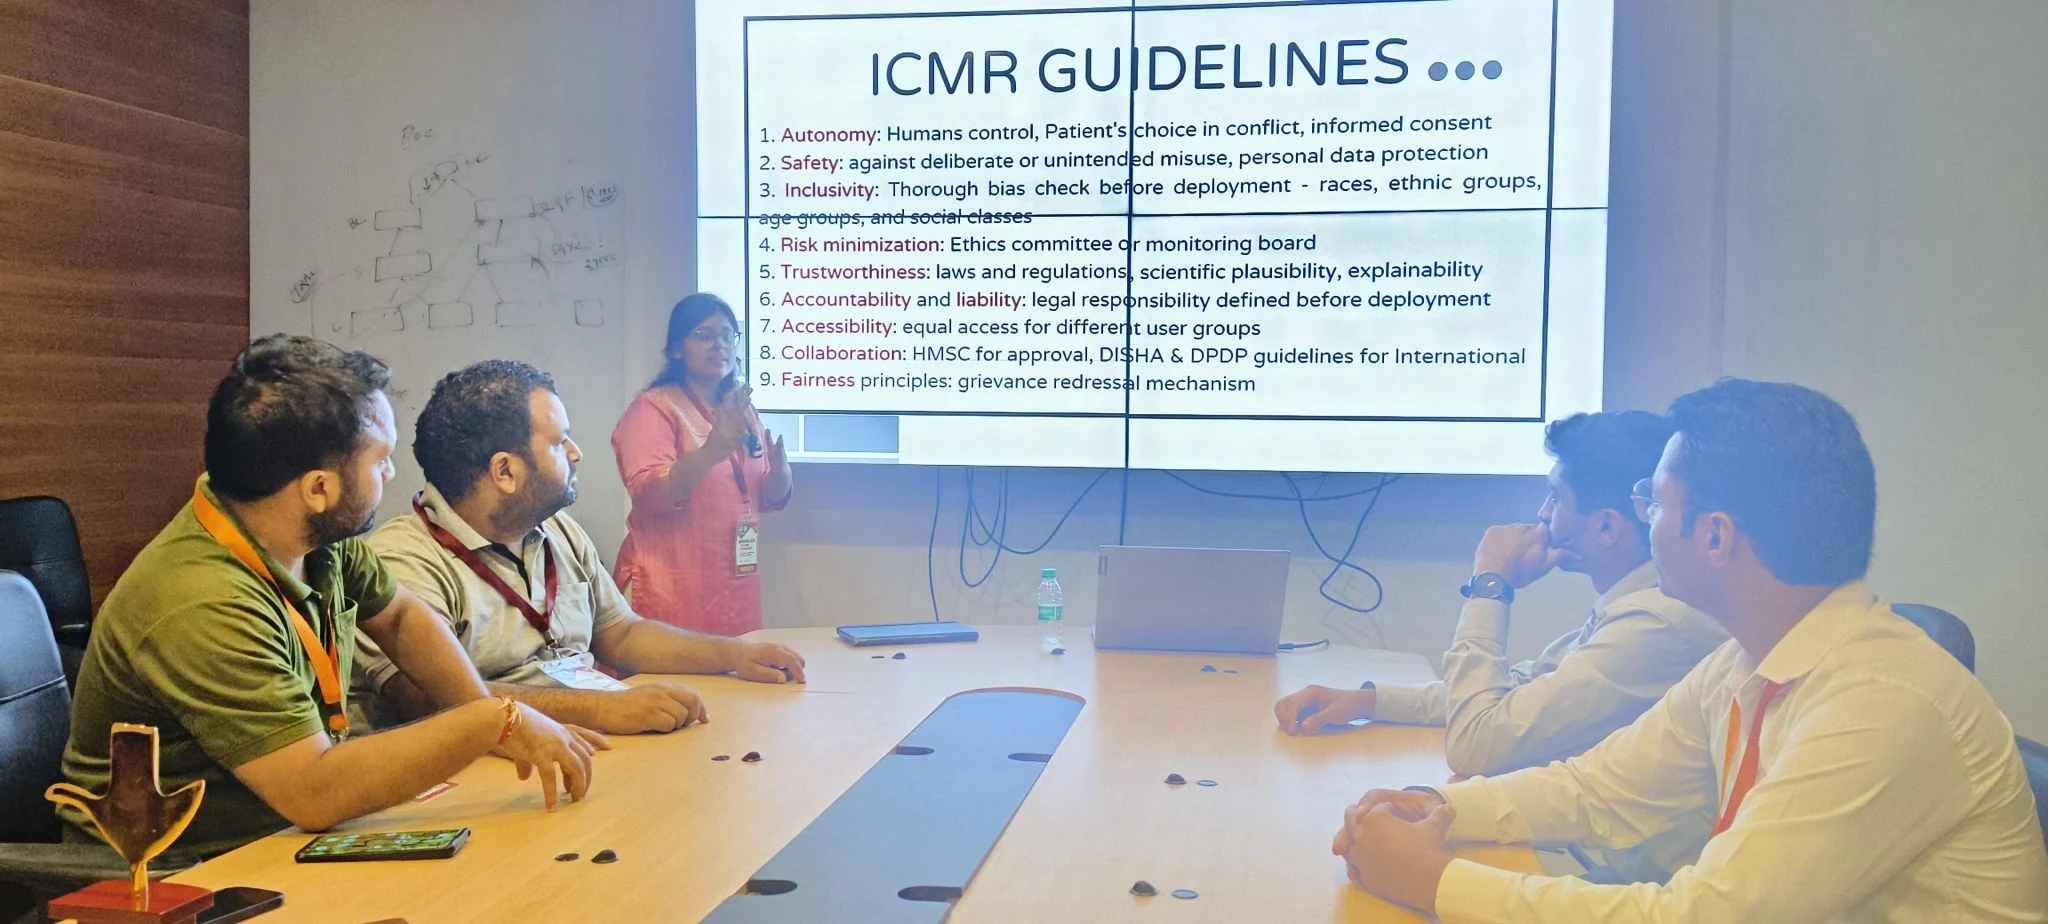 ICMR GUIDELINES
1. Autonomy: Humans control, Patient's choice in conflict, informed consent
2. Safety: against deliberate or unintended misuse, personal data protection
3. Inclusivity: Thorough bias check before deployment - races, ethnic groups,
age groups, and social classes
4. Risk minimization: Ethics committee or monitoring board
5. Trustworthiness: laws and regulations, scientific plausibility, explainability
6. Accountability and liability: legal responsibility defined before deployment
7. Accessibility: equal access for different user groups
8. Collaboration: HMSC for approval, DISHA & DPDP guidelines for International
9. Fairness principles: grievance redressal mechanism